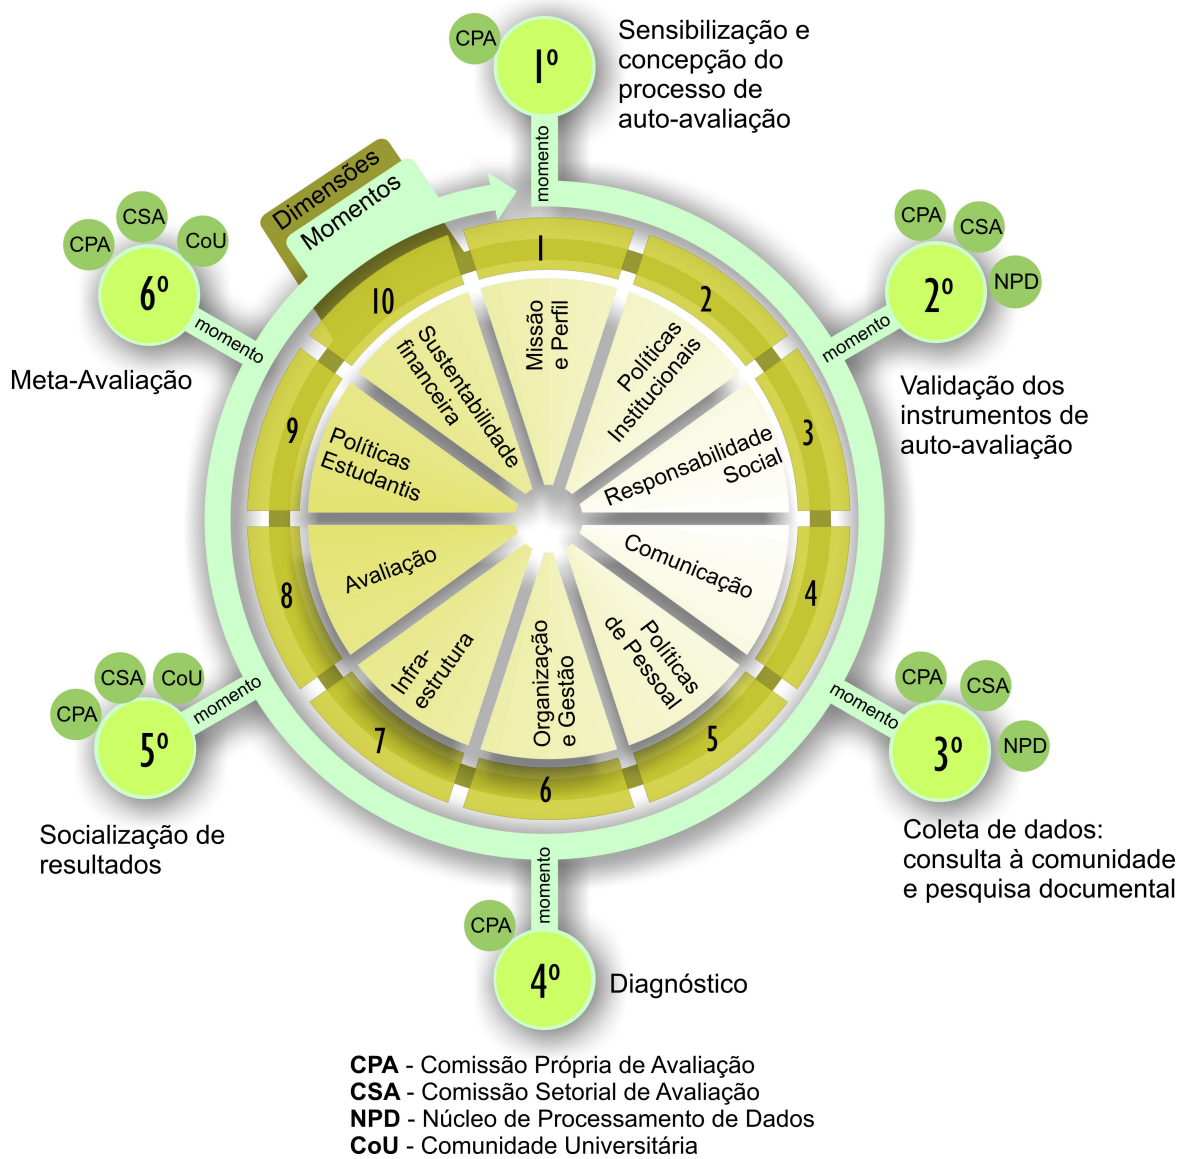 CPA
1º
momento
Sensibilização e
concepção do
processo de
auto-avaliação
Dimensões
Momentos
CPA
CSA
NPD
2º
momento
Validação dos
instrumentos de
auto-avaliação
CPA
CSA
NPD
3º
momento
Coleta de dados:
consulta à comunidade
e pesquisa documental
CPA
4º
momento
Diagnóstico
CPA
CSA
CoU
5º
momento
Socialização de
resultados
CPA
CSA
CoU
6º
momento
Meta-Avaliação
1
Missão
e Perfil
2
Políticas
Institucionais
3
Responsabilidade
Social
4
Comunicação
5
Políticas
de Pessoal
6
Organização
e Gestão
7
Infra-
estrutura
8
Avaliação
9
Políticas
Estudantis
10
Sustentabilidade
financeira
CPA - Comissão Própria de Avaliação
CSA - Comissão Setorial de Avaliação
NPD - Núcleo de Processamento de Dados
CoU - Comunidade Universitária